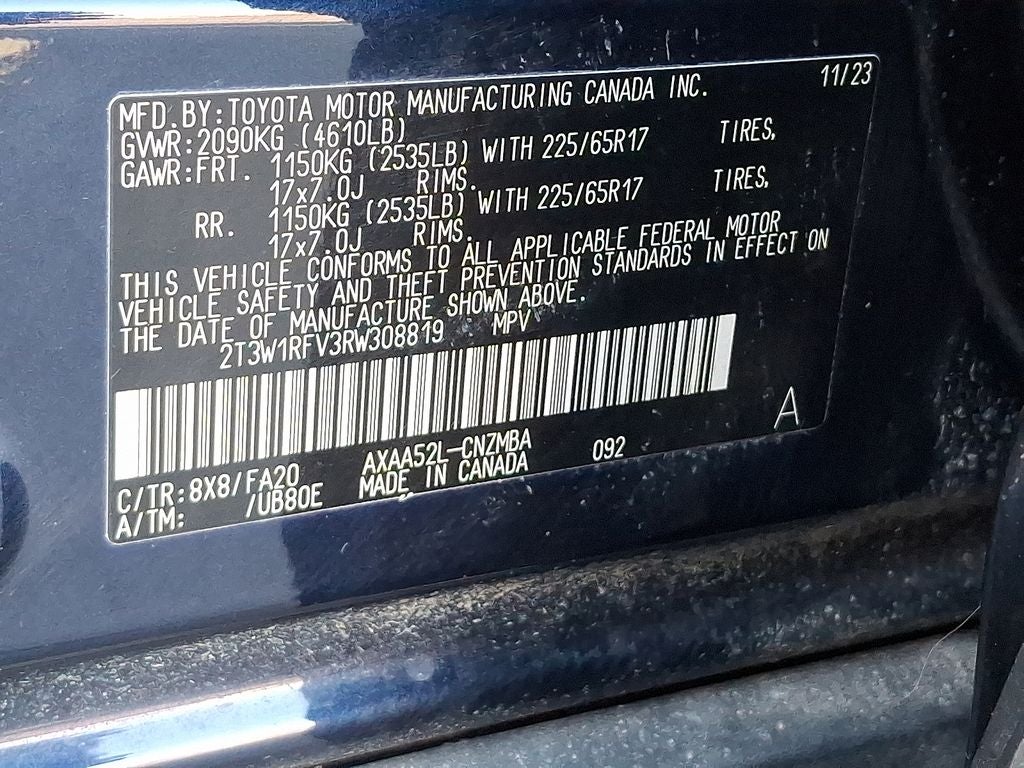 11/23
MFD.BY:TOYOTA MOTOR MANUFACTURING CANADA INC.
GVWR:2090KG (4610LB)
GAWR:FRT. 1150KG (2535LB) WITH 225/65R17 TIRES,
17x7.0J RIMS.
RR. 1150KG (2535LB) WITH 225/65R17 TIRES,
17x7.0J RIMS.
THIS VEHICLE CONFORMS TO ALL APPLICABLE FEDERAL MOTOR
VEHICLE SAFETY AND THEFT PREVENTION STANDARDS IN EFFECT ON
THE DATE OF MANUFACTURE SHOWN ABOVE.
2T3W1RFV3RW308819 MPV
A
C/TR:8X8/FA20 AXAA52L-CNZMBA 092
A/TM: /UB80E MADE IN CANADA